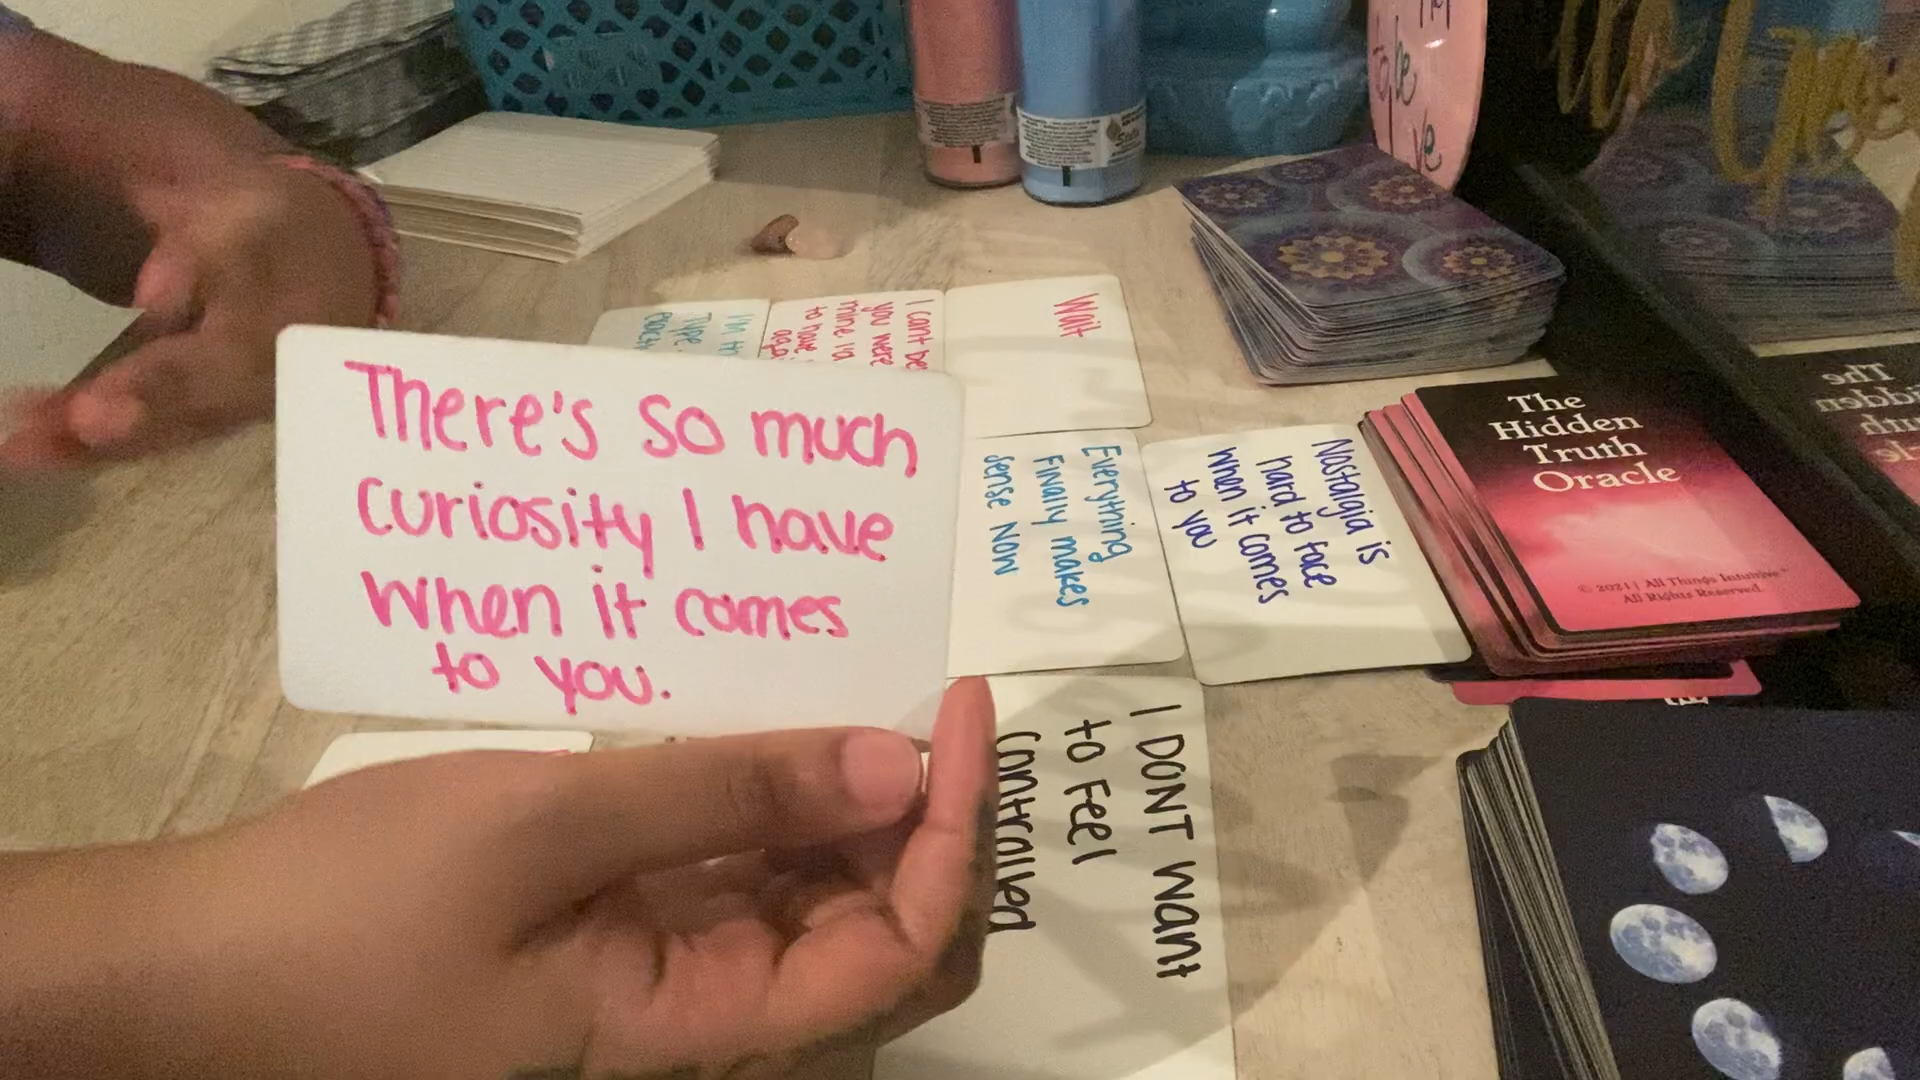 There's so much
curiosity I have
when it comes
to you.
Wait
I can't be
you were
mine
to have
I'm
Type.
Everything
Finally makes
sense Now
Nostalgia is
hard to face
when it comes
to you
I DONT Want
to Feel
Controlled
The
Hidden
Truth
Oracle
© 2021 | All Things Intuitive
All Rights Reserved.
to be